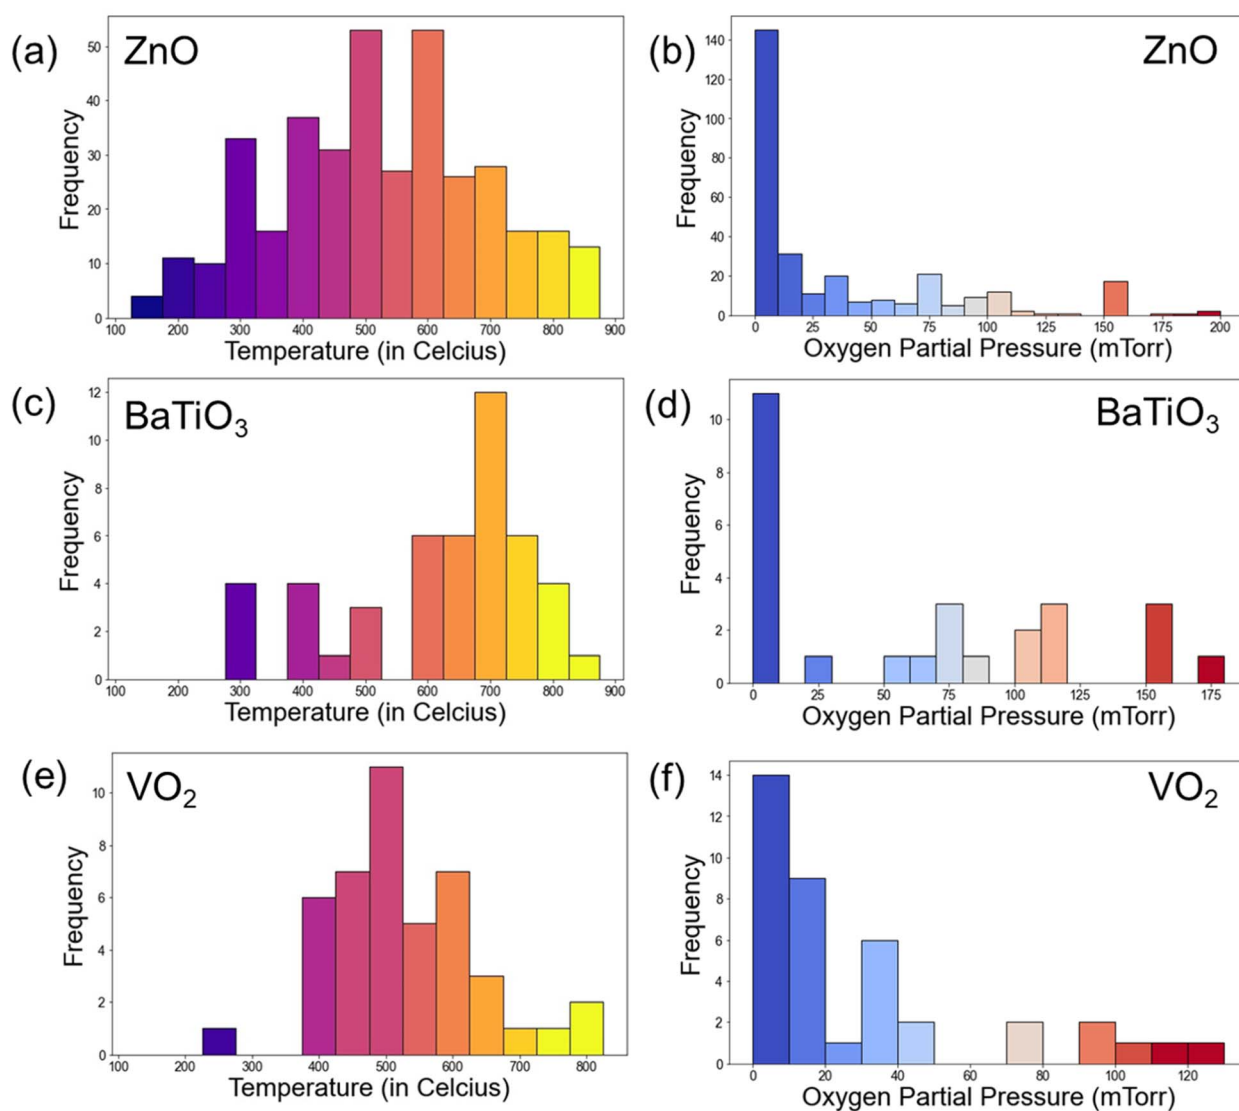 (a) ZnO
50
40
30
20
10
0
Frequency
100 200 300 400 500 600 700 800 900
Temperature (in Celcius)
(b) ZnO
140
120
100
80
60
40
20
0
Frequency
0 25 50 75 100 125 150 175 200
Oxygen Partial Pressure (mTorr)
(c) BaTiO3
12
10
8
6
4
2
0
Frequency
100 200 300 400 500 600 700 800 900
Temperature (in Celcius)
(d) BaTiO3
10
8
6
4
2
0
Frequency
0 25 50 75 100 125 150 175
Oxygen Partial Pressure (mTorr)
(e) VO2
10
8
6
4
2
0
Frequency
100 200 300 400 500 600 700 800
Temperature (in Celcius)
(f) VO2
14
12
10
8
6
4
2
0
Frequency
0 20 40 60 80 100 120
Oxygen Partial Pressure (mTorr)